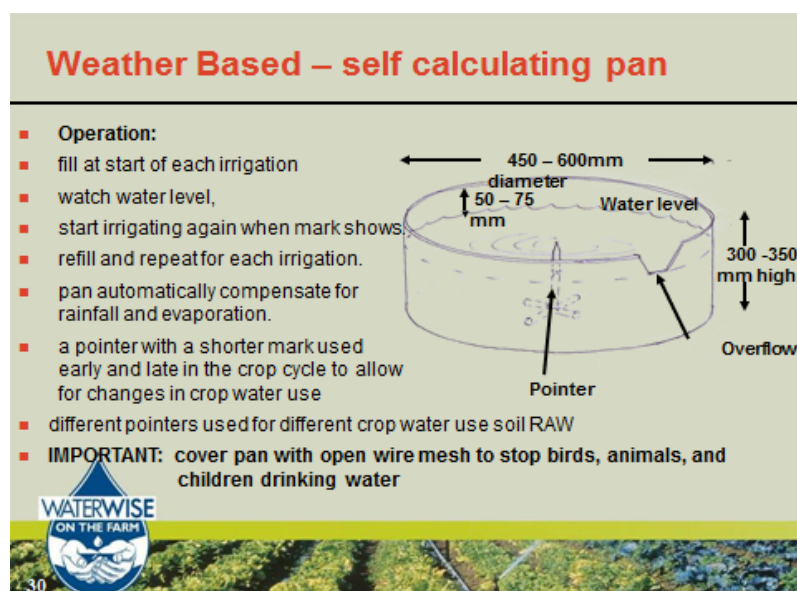 Weather Based – self calculating pan
Operation:
fill at start of each irrigation
watch water level,
start irrigating again when mark shows.
refill and repeat for each irrigation.
pan automatically compensate for
rainfall and evaporation.
a pointer with a shorter mark used
early and late in the crop cycle to allow
for changes in crop water use
different pointers used for different crop water use soil RAW
IMPORTANT: cover pan with open wire mesh to stop birds, animals, and
children drinking water
450 – 600mm
diameter
50 – 75
mm
Water level
300 -350
mm high
Overflow
Pointer
WATERWISE
ON THE FARM
30